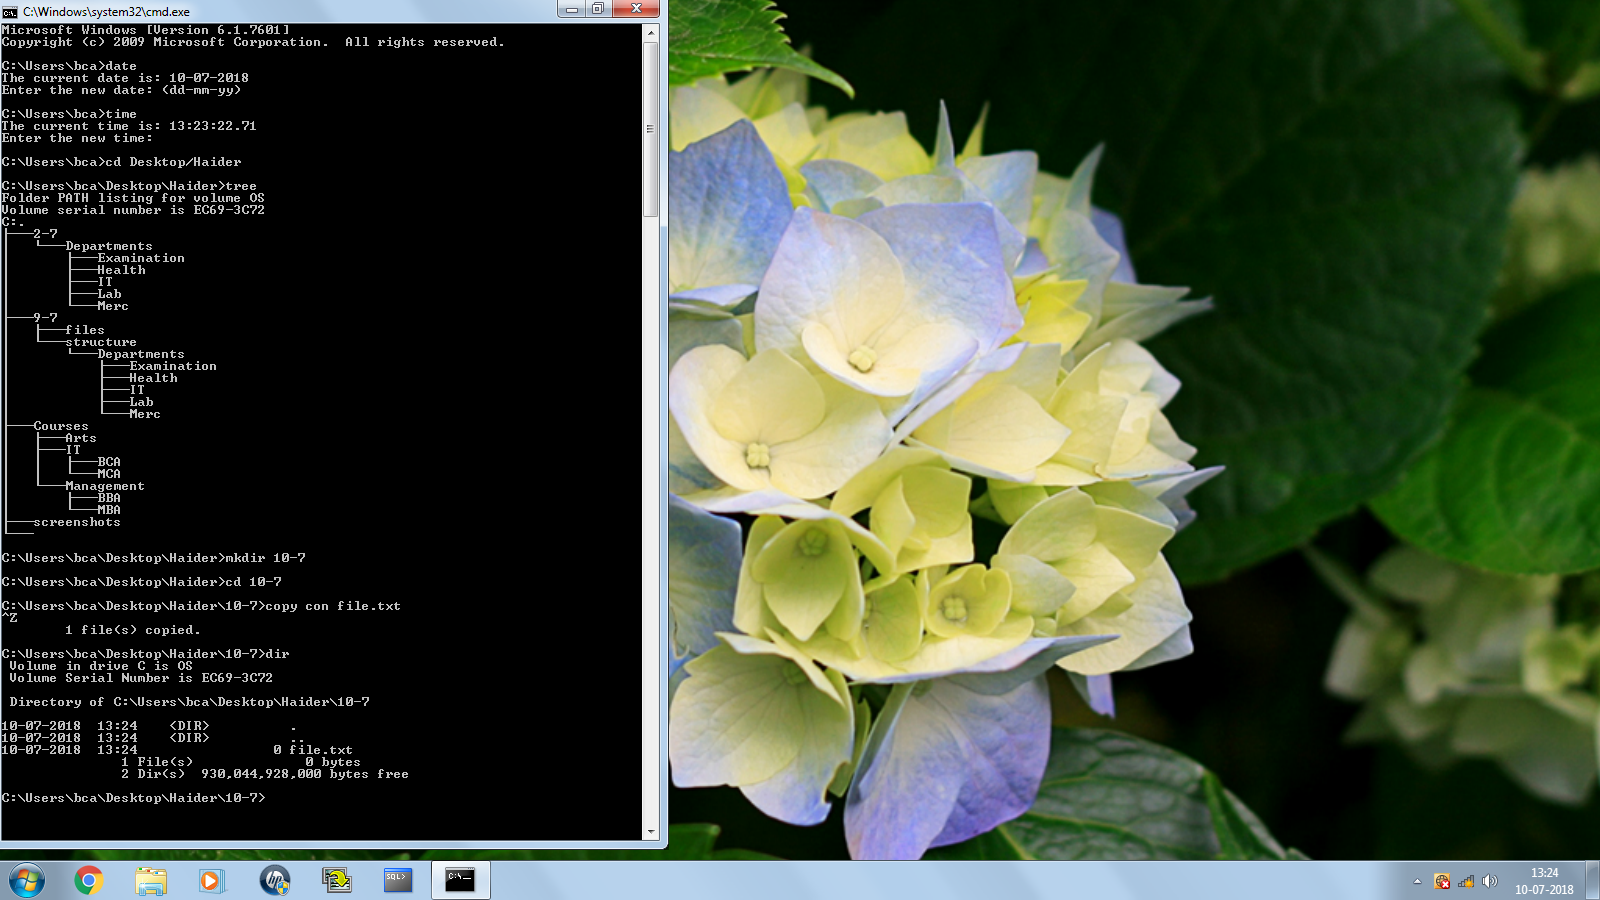 C:\Windows\system32\cmd.exe
Microsoft Windows [Version 6.1.7601]
Copyright (c) 2009 Microsoft Corporation.  All rights reserved.
C:\Users\bca>date
The current date is: 10-07-2018
Enter the new date: (dd-mm-yy)
C:\Users\bca>time
The current time is: 13:23:22.71
Enter the new time:
C:\Users\bca>cd Desktop/Haider
C:\Users\bca\Desktop\Haider>tree
Folder PATH listing for volume OS
Volume serial number is EC69-3C72
C:.
├───2-7
│   └───Departments
│       ├───Examination
│       ├───Health
│       ├───IT
│       ├───Lab
│       └───Merc
├───9-7
│   ├───files
│   └───structure
│       └───Departments
│           ├───Examination
│           ├───Health
│           ├───IT
│           ├───Lab
│           └───Merc
├───Courses
│   ├───Arts
│   ├───IT
│   │   ├───BCA
│   │   └───MCA
│   └───Management
│       ├───BBA
│       └───MBA
├───screenshots
└───
C:\Users\bca\Desktop\Haider>mkdir 10-7
C:\Users\bca\Desktop\Haider>cd 10-7
C:\Users\bca\Desktop\Haider\10-7>copy con file.txt
^Z
        1 file(s) copied.
C:\Users\bca\Desktop\Haider\10-7>dir
 Volume in drive C is OS
 Volume Serial Number is EC69-3C72
 Directory of C:\Users\bca\Desktop\Haider\10-7
10-07-2018  13:24    <DIR>          .
10-07-2018  13:24    <DIR>          ..
10-07-2018  13:24                 0 file.txt
               1 File(s)              0 bytes
               2 Dir(s)  930,044,928,000 bytes free
C:\Users\bca\Desktop\Haider\10-7>
hp
SQL>
C:\_
13:24
10-07-2018